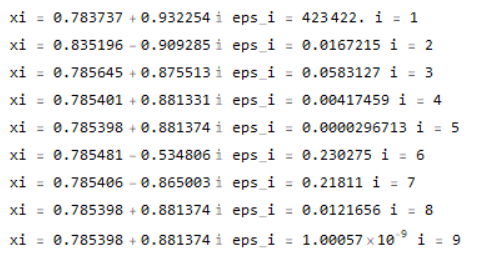 xi = 0.783737 + 0.932254 i eps_i = 423422. i = 1
xi = 0.835196 - 0.909285 i eps_i = 0.0167215 i = 2
xi = 0.785645 + 0.875513 i eps_i = 0.0583127 i = 3
xi = 0.785401 + 0.881331 i eps_i = 0.00417459 i = 4
xi = 0.785398 + 0.881374 i eps_i = 0.0000296713 i = 5
xi = 0.785481 - 0.534806 i eps_i = 0.230275 i = 6
xi = 0.785406 - 0.865003 i eps_i = 0.21811 i = 7
xi = 0.785398 + 0.881374 i eps_i = 0.0121656 i = 8
xi = 0.785398 + 0.881374 i eps_i = 1.00057×10⁻⁹ i = 9